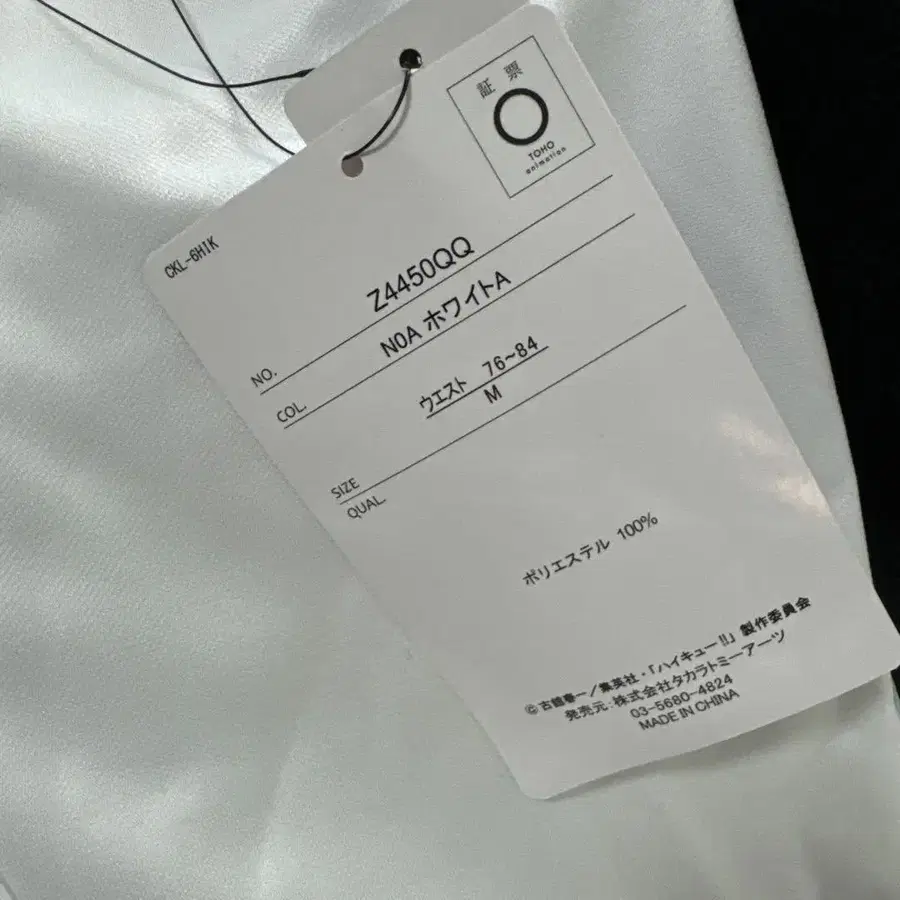 証 票
TOHO
animation
CKL-6HIK
NO. Z4450QQ
COL. N0A ホワイトA
ウエスト 76~84
SIZE M
QUAL.
ポリエステル 100%
©古舘春一/集英社・「ハイキュー!!」製作委員会
発売元:株式会社タカラトミーアーツ
03-5680-4824
MADE IN CHINA